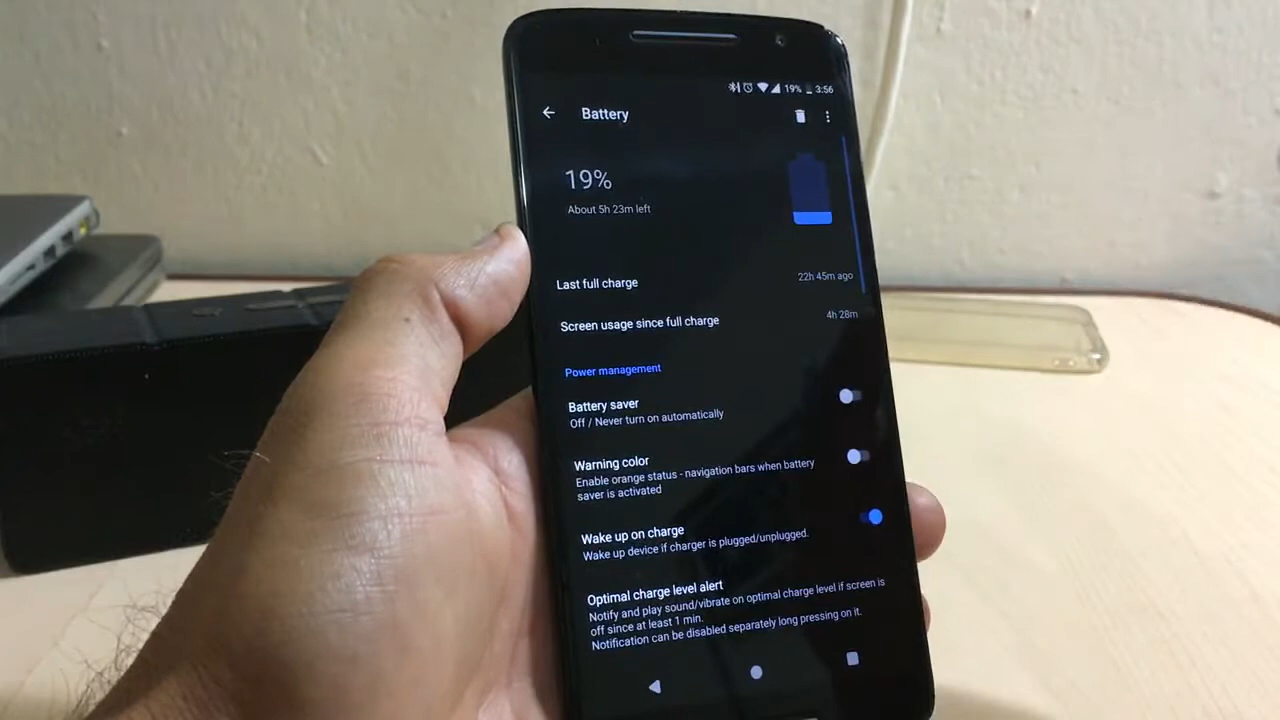 19% 3:56
Battery
19%
About 5h 23m left
Last full charge
22h 45m ago
Screen usage since full charge
4h 28m
Power management
Battery saver
Off / Never turn on automatically
Warning color
Enable orange status - navigation bars when battery
saver is activated
Wake up on charge
Wake up device if charger is plugged/unplugged.
Optimal charge level alert
Notify and play sound/vibrate on optimal charge level if screen is
off since at least 1 min.
Notification can be disabled separately long pressing on it.